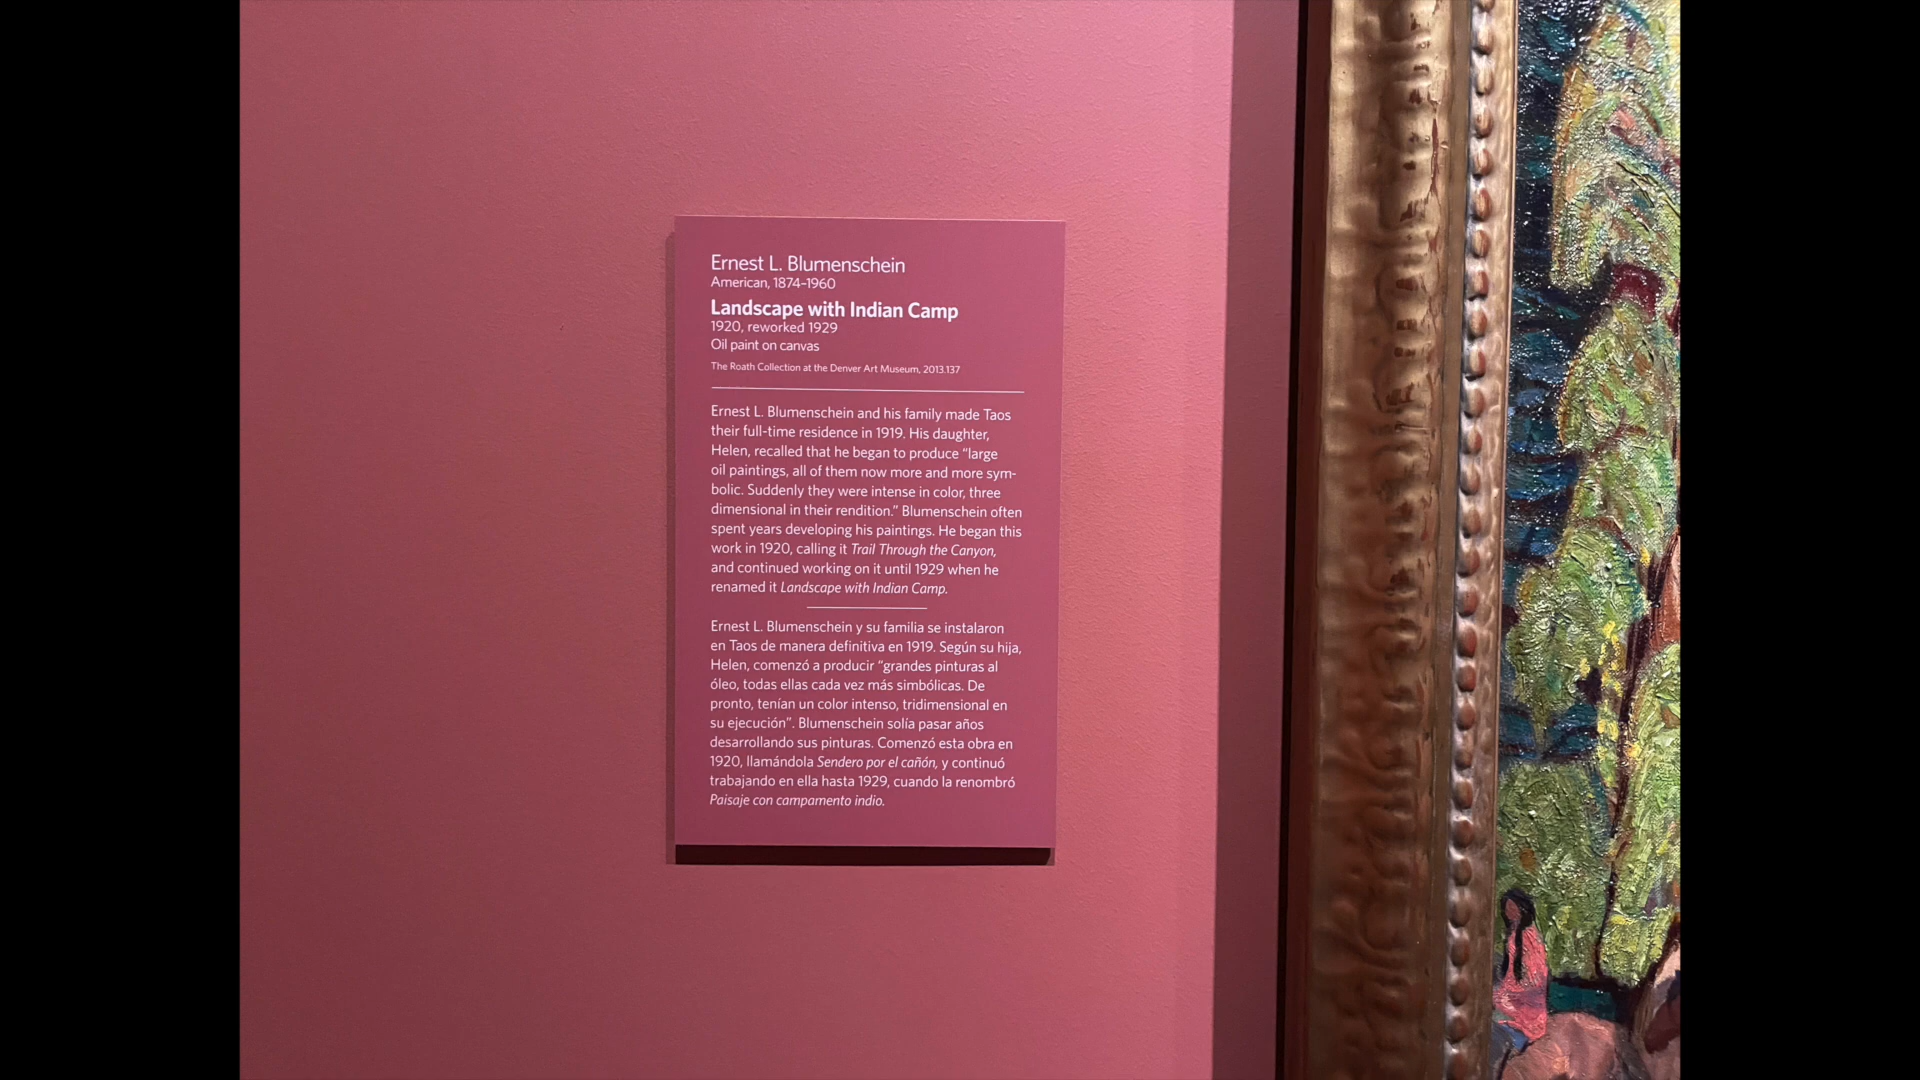 Ernest L. Blumenschein
American, 1874–1960
Landscape with Indian Camp
1920, reworked 1929
Oil paint on canvas
The Roath Collection at the Denver Art Museum, 2013.137
Ernest L. Blumenschein and his family made Taos
their full-time residence in 1919. His daughter,
Helen, recalled that he began to produce “large
oil paintings, all of them now more and more sym-
bolic. Suddenly they were intense in color, three
dimensional in their rendition.” Blumenschein often
spent years developing his paintings. He began this
work in 1920, calling it Trail Through the Canyon,
and continued working on it until 1929 when he
renamed it Landscape with Indian Camp.
Ernest L. Blumenschein y su familia se instalaron
en Taos de manera definitiva en 1919. Según su hija,
Helen, comenzó a producir “grandes pinturas al
óleo, todas ellas cada vez más simbólicas. De
pronto, tenían un color intenso, tridimensional en
su ejecución”. Blumenschein solía pasar años
desarrollando sus pinturas. Comenzó esta obra en
1920, llamándola Sendero por el cañón, y continuó
trabajando en ella hasta 1929, cuando la renombró
Paisaje con campamento indio.